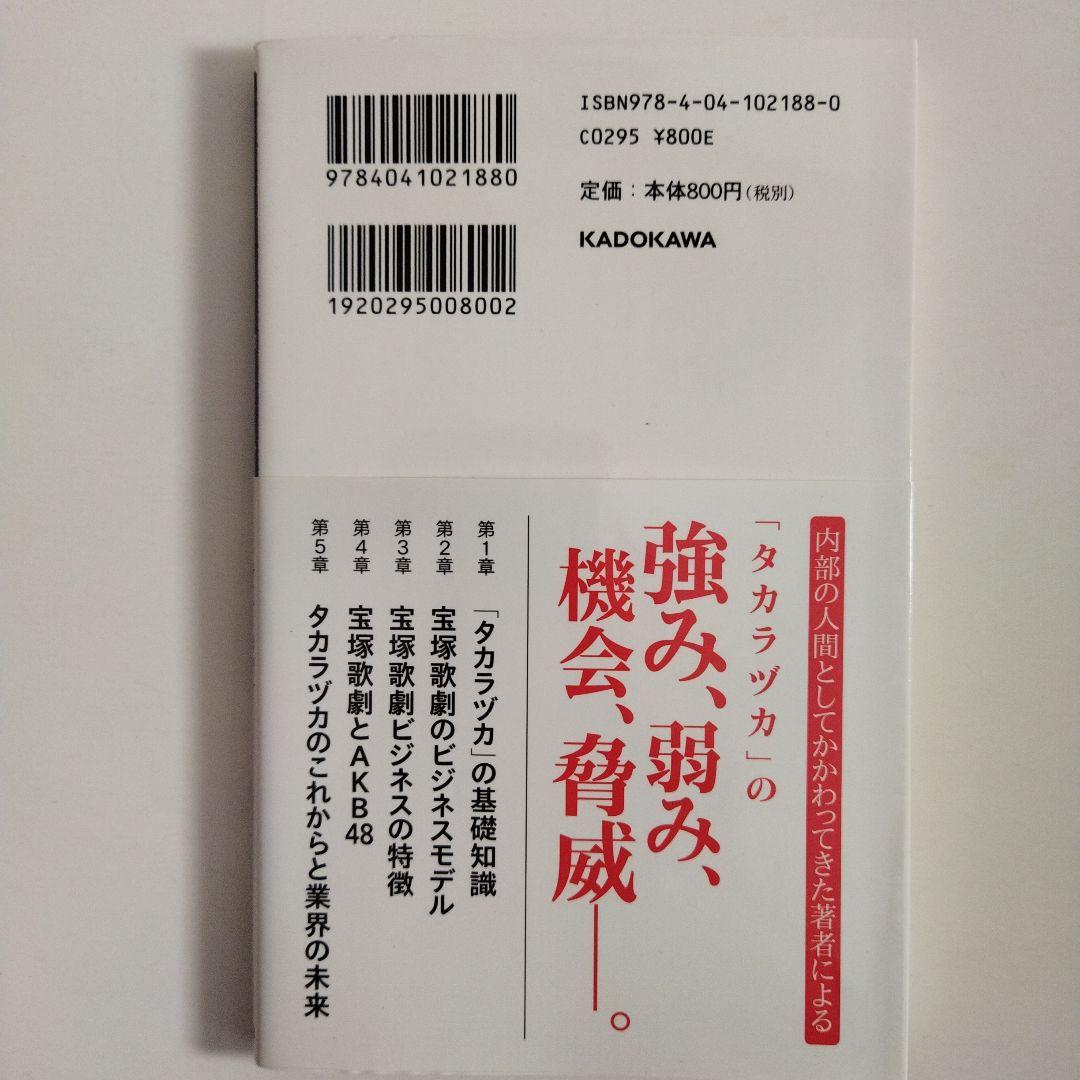 ISBN978-4-04-102188-0
C0295 ¥800E
定価：本体800円（税別）
KADOKAWA
9784041021880
1920295008002
内部の人間としてかかわってきた著者による
「タカラヅカ」の
強み、弱み、
機会、脅威――。
第1章 「タカラヅカ」の基礎知識
第2章 宝塚歌劇のビジネスモデル
第3章 宝塚歌劇ビジネスの特徴
第4章 宝塚歌劇とAKB48
第5章 タカラヅカのこれからと業界の未来